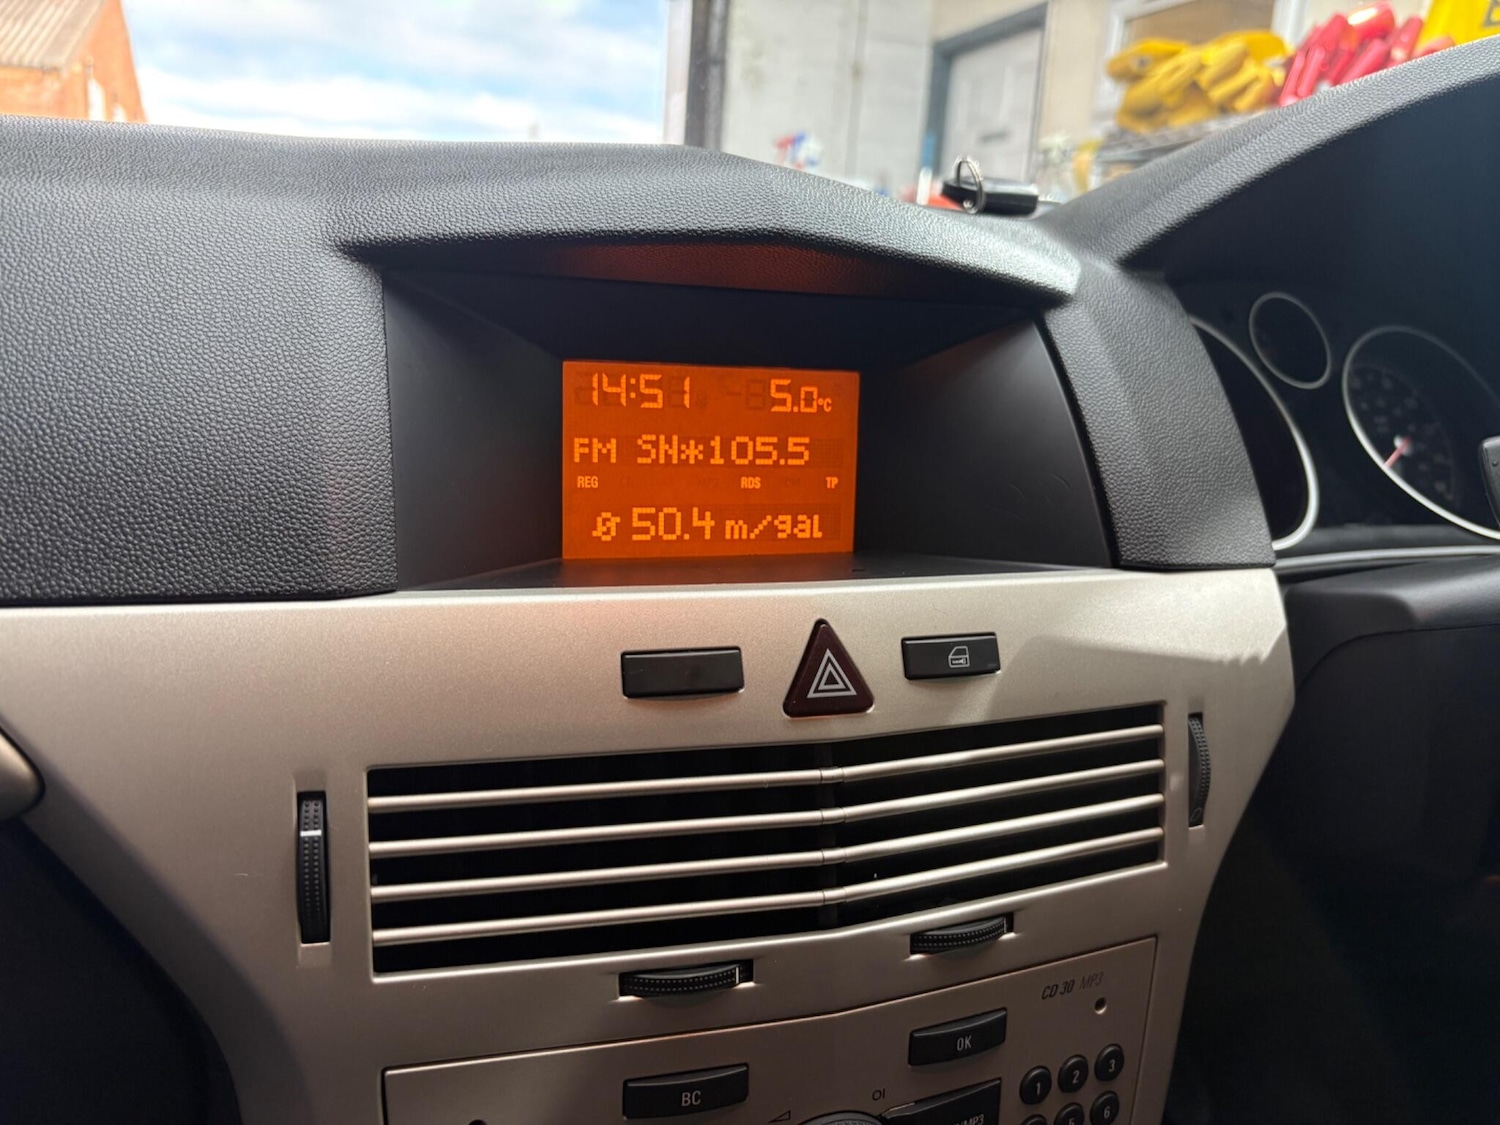 14:51 5.0°C
FM SN*105.5
REG RDS TP
Ø 50.4 m/gal
CD 30 MP3
OK
BC
1 2 3
6